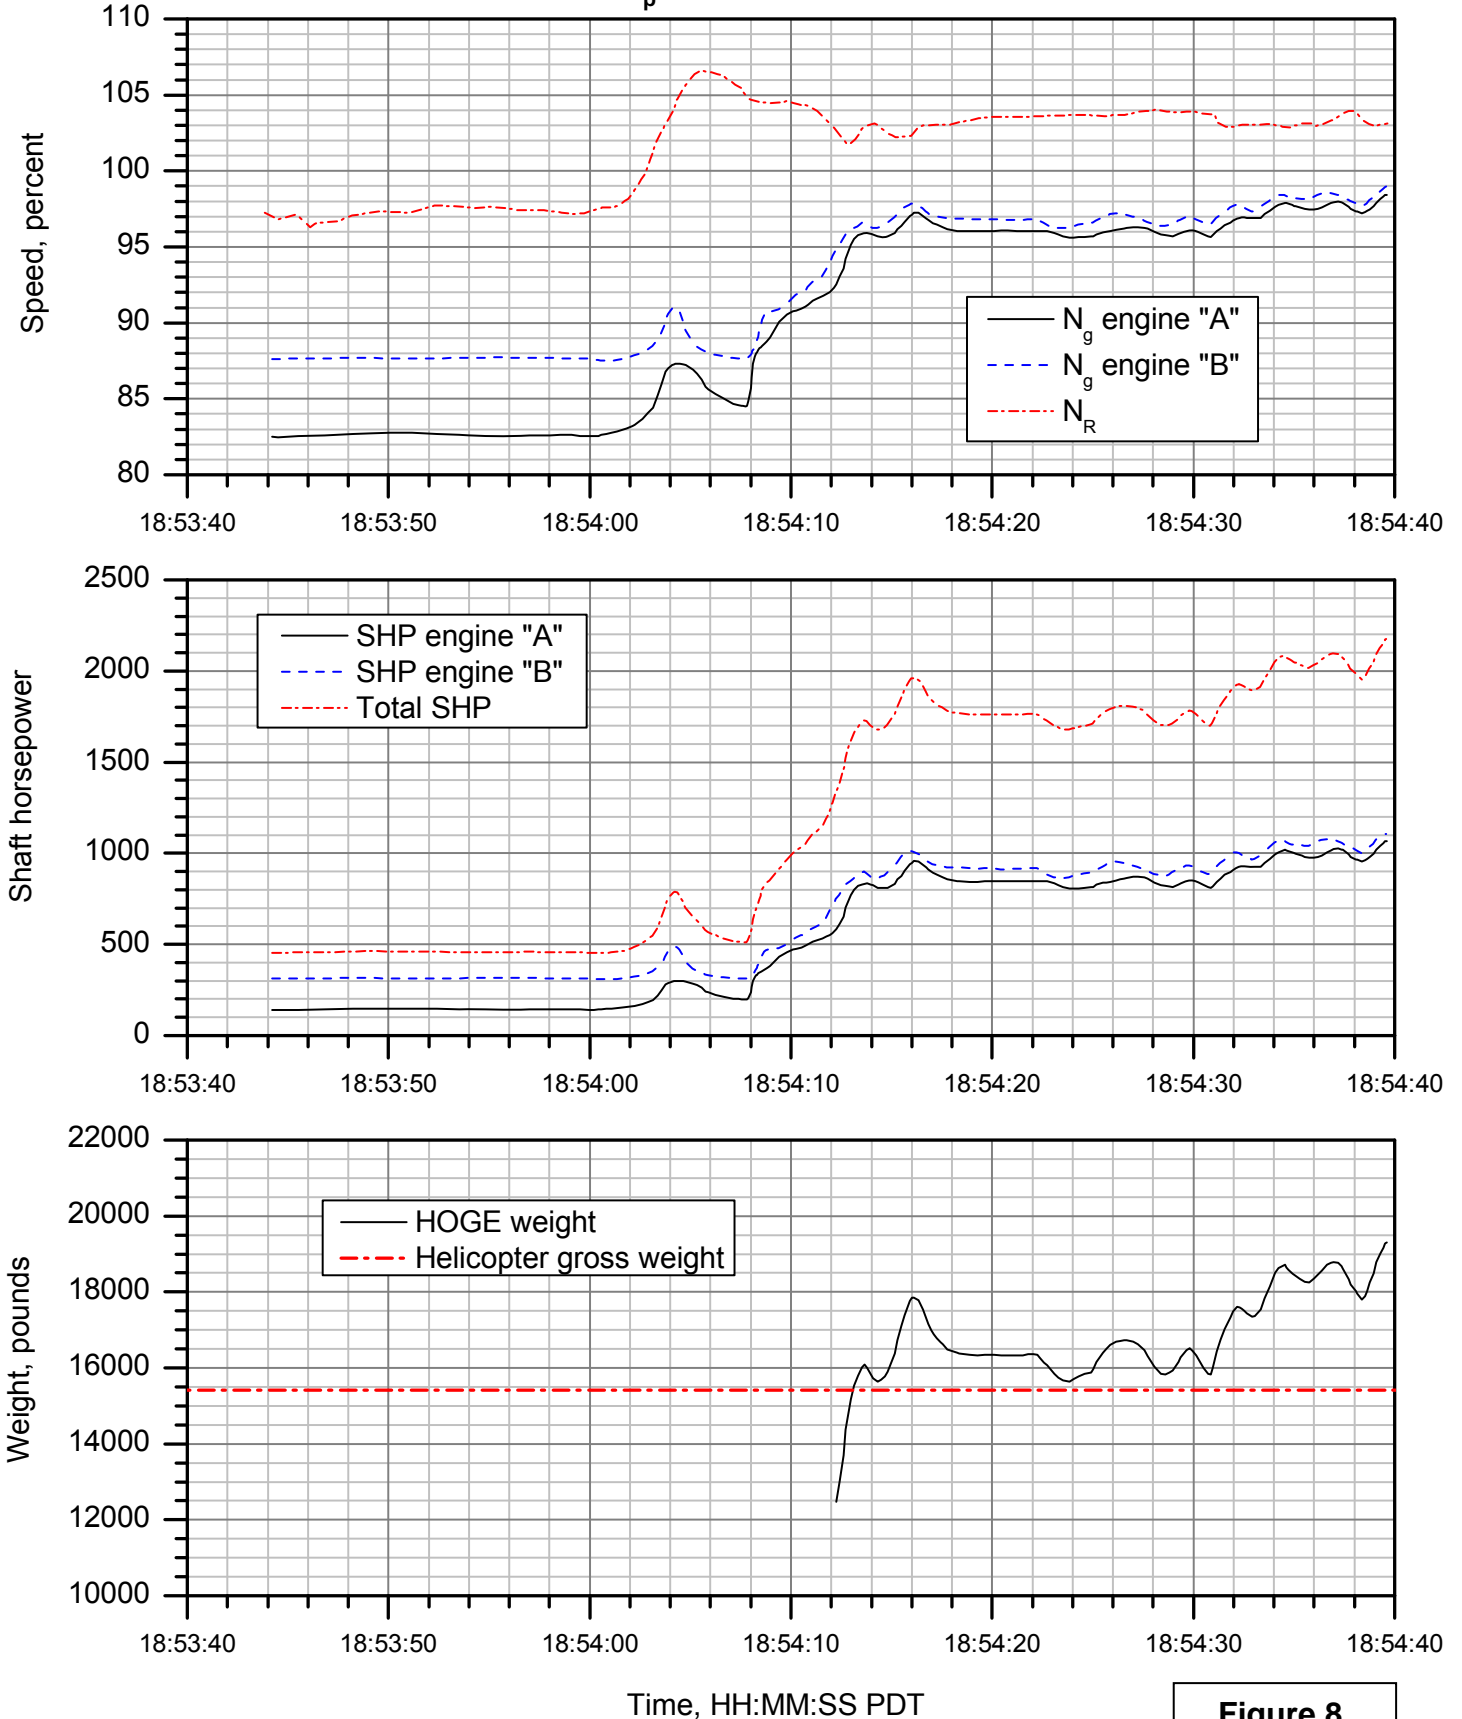 p
110
105
100
95
90
85
80
Speed, percent
Ng engine "A"
Ng engine "B"
NR
18:53:40 18:53:50 18:54:00 18:54:10 18:54:20 18:54:30 18:54:40
2500
2000
1500
1000
500
0
Shaft horsepower
SHP engine "A"
SHP engine "B"
Total SHP
18:53:40 18:53:50 18:54:00 18:54:10 18:54:20 18:54:30 18:54:40
22000
20000
18000
16000
14000
12000
10000
Weight, pounds
HOGE weight
Helicopter gross weight
18:53:40 18:53:50 18:54:00 18:54:10 18:54:20 18:54:30 18:54:40
Time, HH:MM:SS PDT
Figure 8